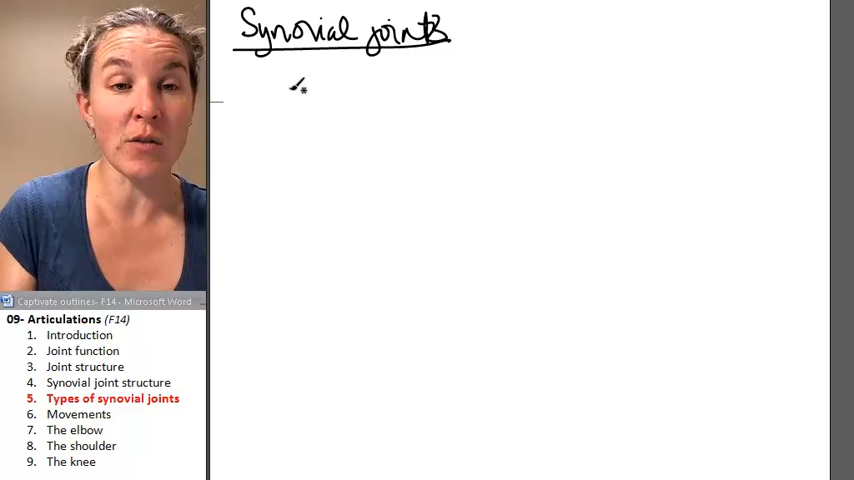 Synovial joints
Captivate outlines- F14 - Microsoft Word
09- Articulations (F14)
1. Introduction
2. Joint function
3. Joint structure
4. Synovial joint structure
5. Types of synovial joints
6. Movements
7. The elbow
8. The shoulder
9. The knee